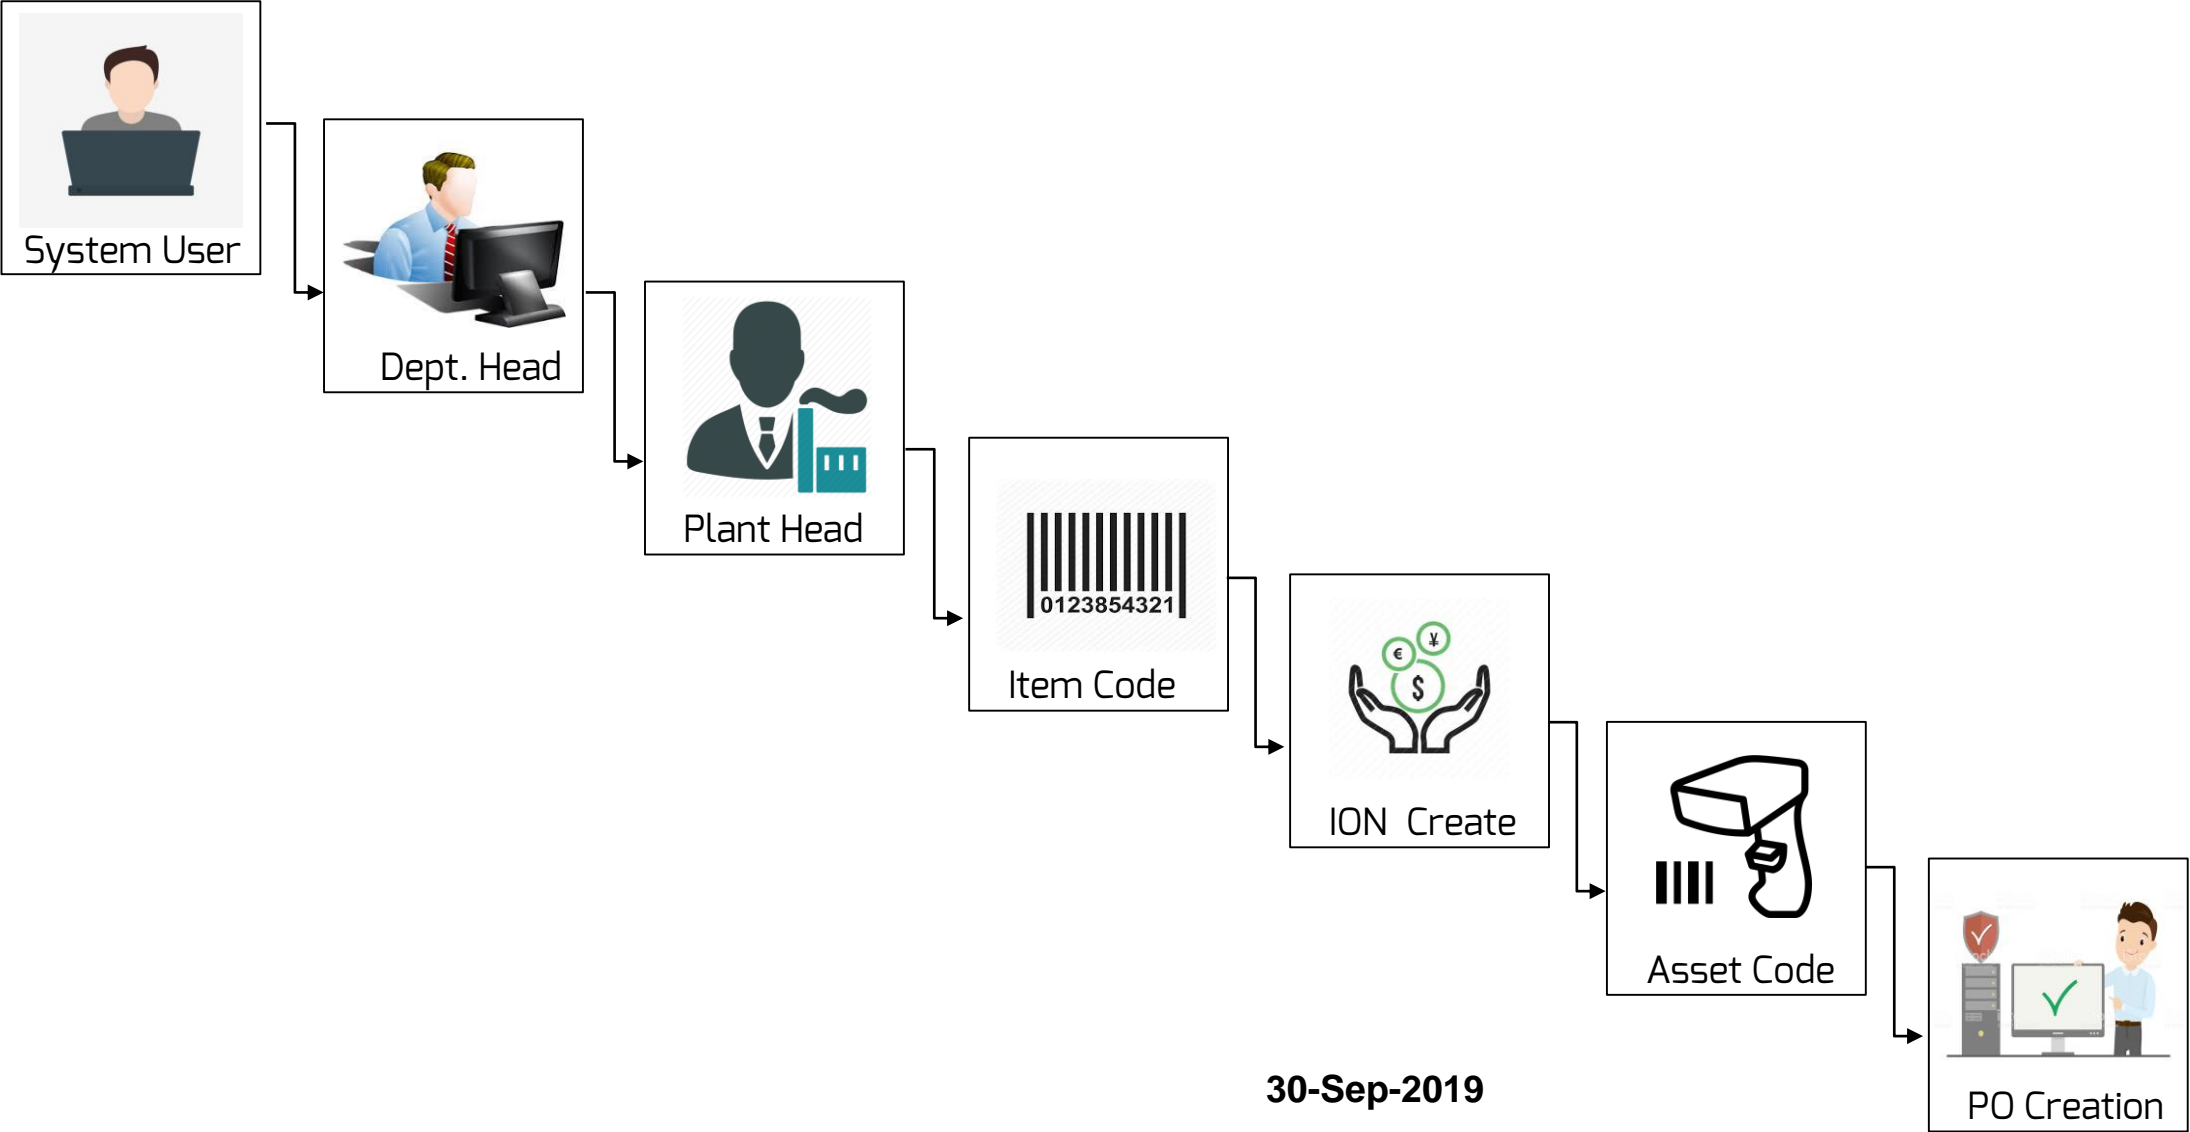 System User
Dept. Head
Plant Head
0123854321
Item Code
€
¥
$
ION Create
Asset Code
30-Sep-2019
PO Creation